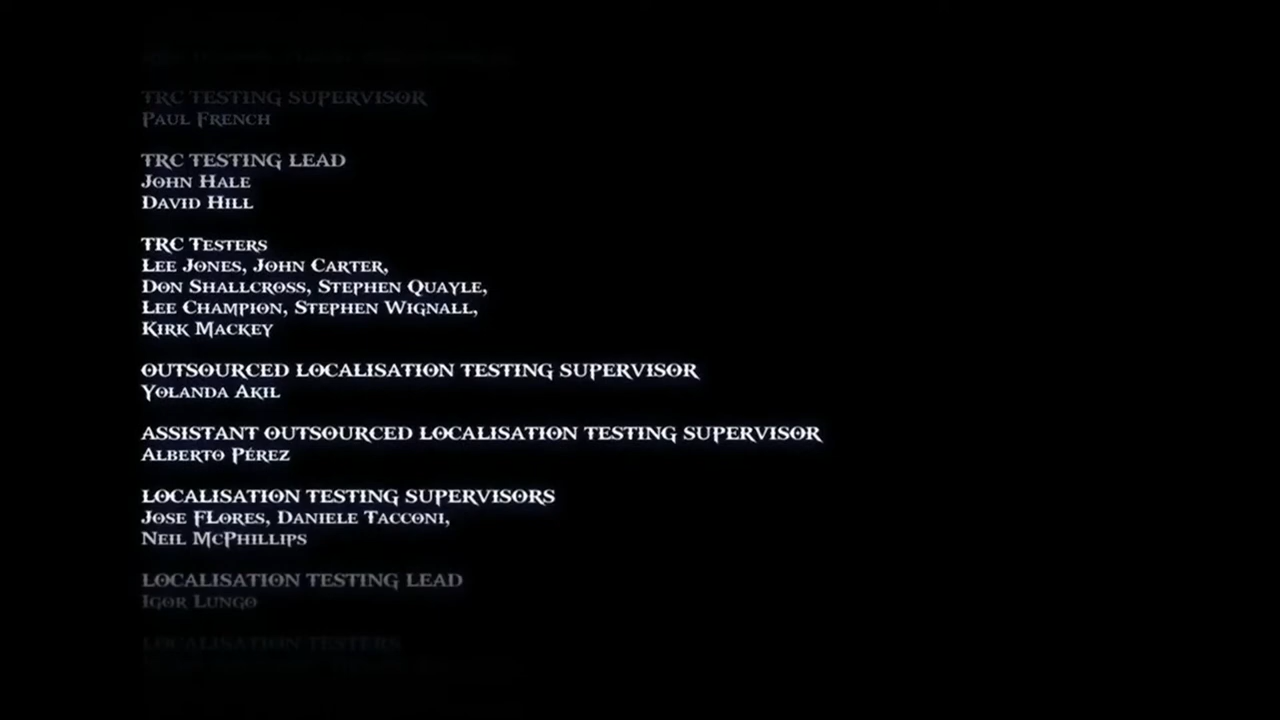 TRC TESTING SUPERVISOR
PAUL FRENCH
TRC TESTING LEAD
JOHN HALE
DAVID HILL
TRC TESTERS
LEE JONES, JOHN CARTER,
DON SHALLCROSS, STEPHEN QUAYLE,
LEE CHAMPION, STEPHEN WIGNALL,
KIRK MACKEY
OUTSOURCED LOCALISATION TESTING SUPERVISOR
YOLANDA AKIL
ASSISTANT OUTSOURCED LOCALISATION TESTING SUPERVISOR
ALBERTO PÉREZ
LOCALISATION TESTING SUPERVISORS
JOSE FLORES, DANIELE TACCONI,
NEIL MCPHILLIPS
LOCALISATION TESTING LEAD
IGOR LUNGO
LOCALISATION TESTERS